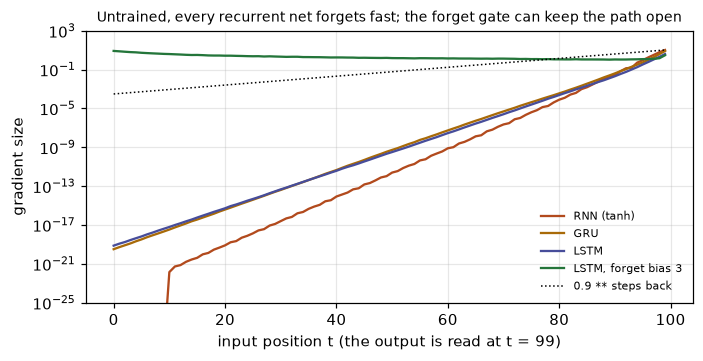 Untrained, every recurrent net forgets fast; the forget gate can keep the path open
gradient size
10^3
10^-1
10^-5
10^-9
10^-13
10^-17
10^-21
10^-25
RNN (tanh)
GRU
LSTM
LSTM, forget bias 3
0.9 ** steps back
0 20 40 60 80 100
input position t (the output is read at t = 99)